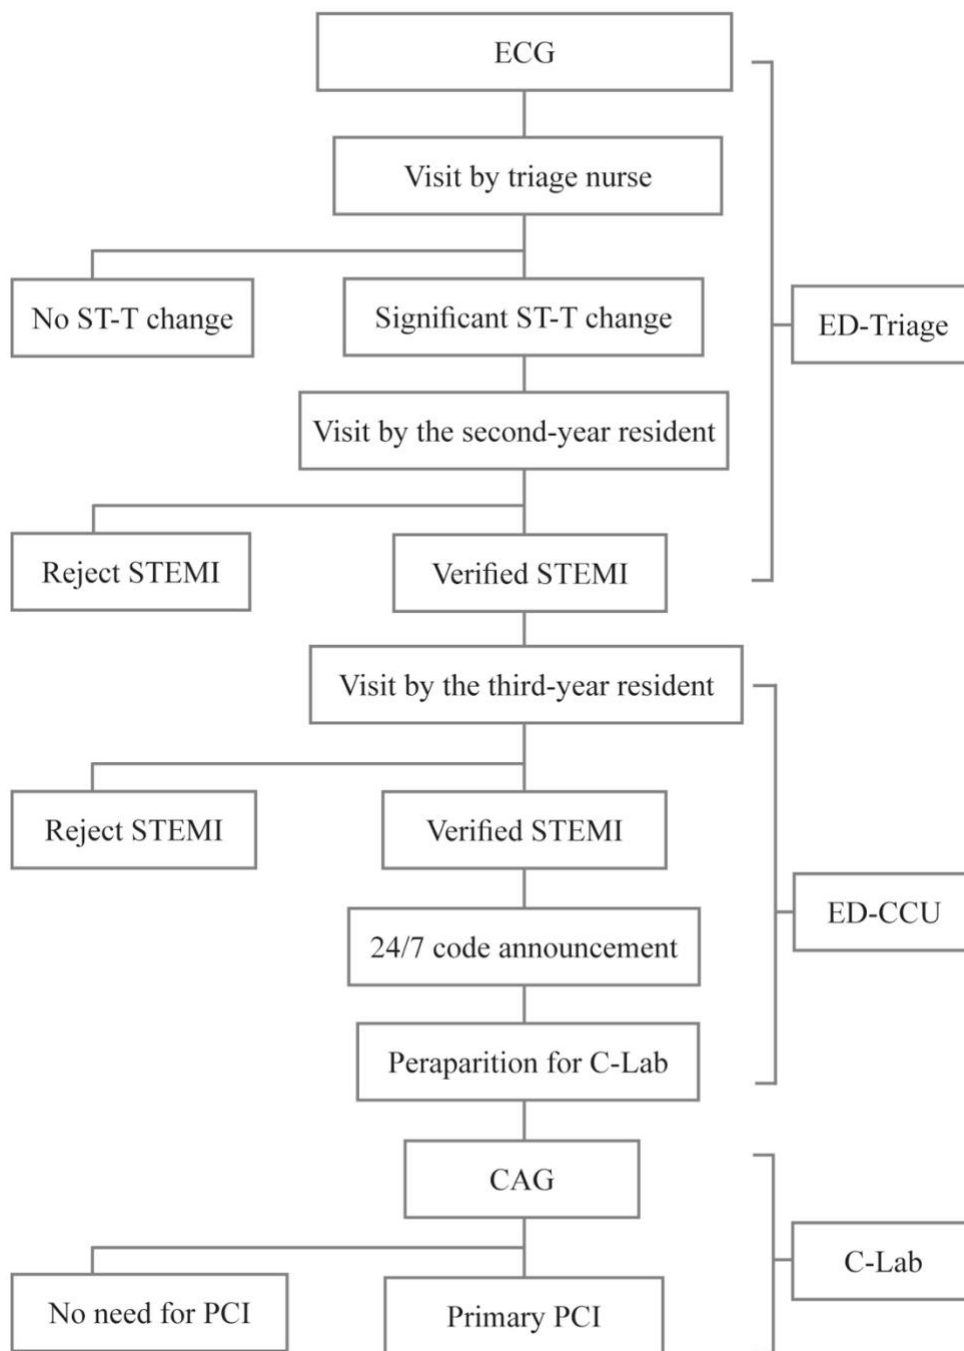 ECG
Visit by triage nurse
No ST-T change
Significant ST-T change
ED-Triage
Visit by the second-year resident
Reject STEMI
Verified STEMI
Visit by the third-year resident
Reject STEMI
Verified STEMI
ED-CCU
24/7 code announcement
Peraparition for C-Lab
CAG
C-Lab
No need for PCI
Primary PCI